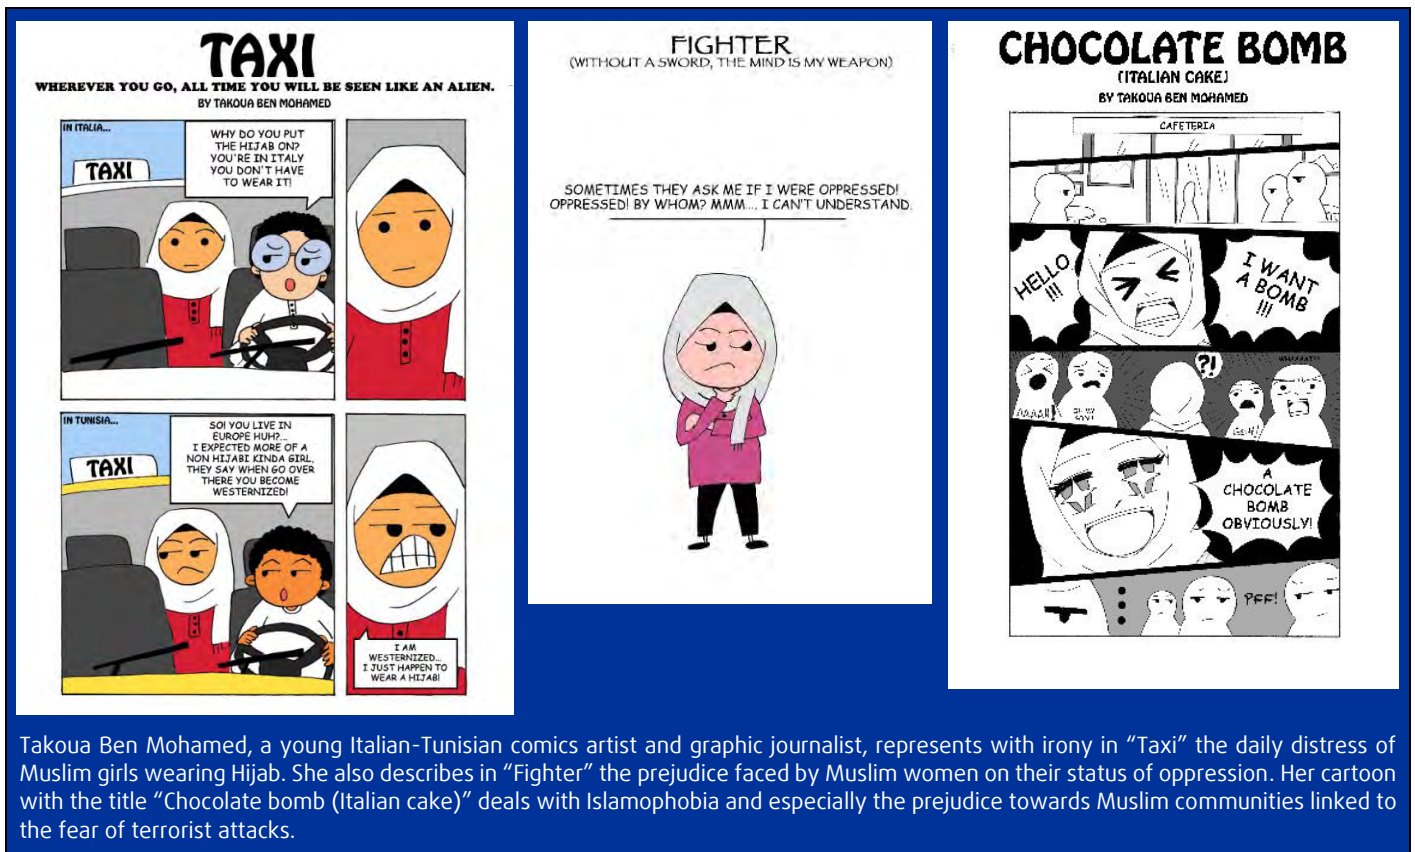 TAXI
WHEREVER YOU GO, ALL TIME YOU WILL BE SEEN LIKE AN ALIEN.
BY TAKOUA BEN MOHAMED
IN ITALIA...
TAXI
WHY DO YOU PUT
THE HIJAB ON?
YOU'RE IN ITALY
YOU DON'T HAVE
TO WEAR IT!
IN TUNISIA...
TAXI
SO! YOU LIVE IN
EUROPE HUH?...
I EXPECTED MORE OF A
NON HIJABI KINDA GIRL,
THEY SAY WHEN GO OVER
THERE YOU BECOME
WESTERNIZED!
I AM
WESTERNIZED...
I JUST HAPPEN TO
WEAR A HIJAB!
FIGHTER
(WITHOUT A SWORD, THE MIND IS MY WEAPON)
SOMETIMES THEY ASK ME IF I WERE OPPRESSED!
OPPRESSED! BY WHOM? MMM.... I CAN'T UNDERSTAND.
CHOCOLATE BOMB
(ITALIAN CAKE)
BY TAKOUA BEN MOHAMED
CAFETERIA
HELLO
!!!
I WANT
A BOMB
!!!
?!
AAAAH!
A
CHOCOLATE
BOMB
OBVIOUSLY!
PFF!
Takoua Ben Mohamed, a young Italian-Tunisian comics artist and graphic journalist, represents with irony in “Taxi” the daily distress of
Muslim girls wearing Hijab. She also describes in “Fighter” the prejudice faced by Muslim women on their status of oppression. Her cartoon
with the title “Chocolate bomb (Italian cake)” deals with Islamophobia and especially the prejudice towards Muslim communities linked to
the fear of terrorist attacks.